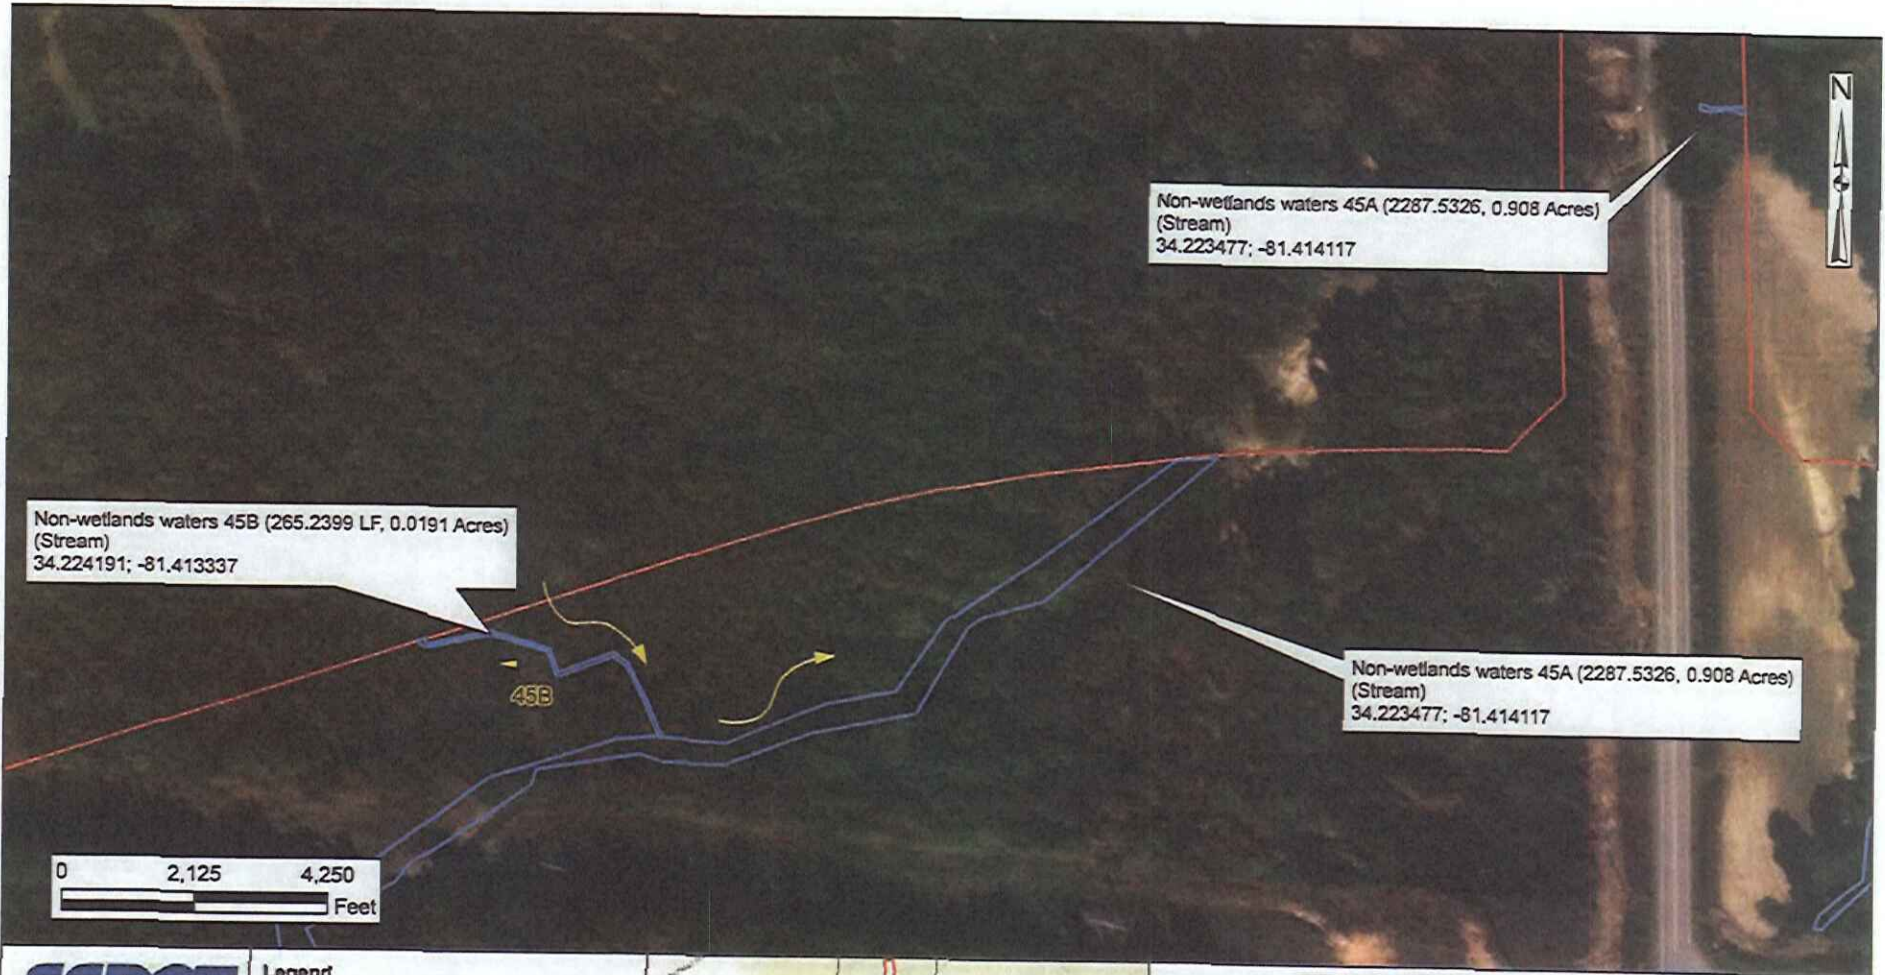 N
Non-wetlands waters 45A (2287.5326, 0.908 Acres)
(Stream)
34.223477; -81.414117
Non-wetlands waters 45B (265.2399 LF, 0.0191 Acres)
(Stream)
34.224191; -81.413337
45B
Non-wetlands waters 45A (2287.5326, 0.908 Acres)
(Stream)
34.223477; -81.414117
0 2,125 4,250
Feet
Legend